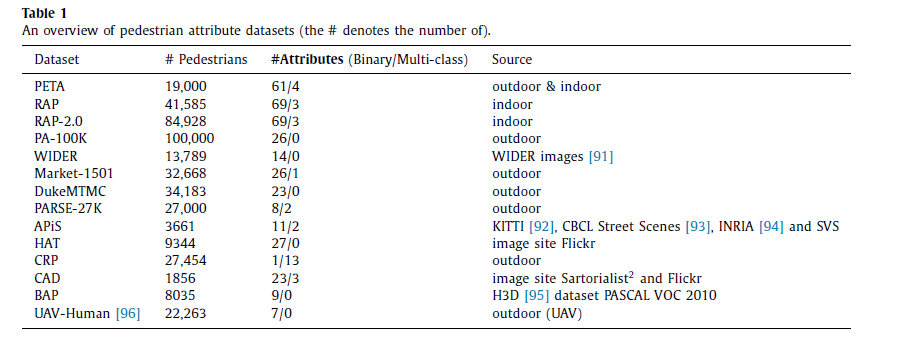 Table 1
An overview of pedestrian attribute datasets (the # denotes the number of).
Dataset # Pedestrians #Attributes (Binary/Multi-class) Source
PETA 19,000 61/4 outdoor & indoor
RAP 41,585 69/3 indoor
RAP-2.0 84,928 69/3 indoor
PA-100K 100,000 26/0 outdoor
WIDER 13,789 14/0 WIDER images [91]
Market-1501 32,668 26/1 outdoor
DukeMTMC 34,183 23/0 outdoor
PARSE-27K 27,000 8/2 outdoor
APiS 3661 11/2 KITTI [92], CBCL Street Scenes [93], INRIA [94] and SVS
HAT 9344 27/0 image site Flickr
CRP 27,454 1/13 outdoor
CAD 1856 23/3 image site Sartorialist² and Flickr
BAP 8035 9/0 H3D [95] dataset PASCAL VOC 2010
UAV-Human [96] 22,263 7/0 outdoor (UAV)